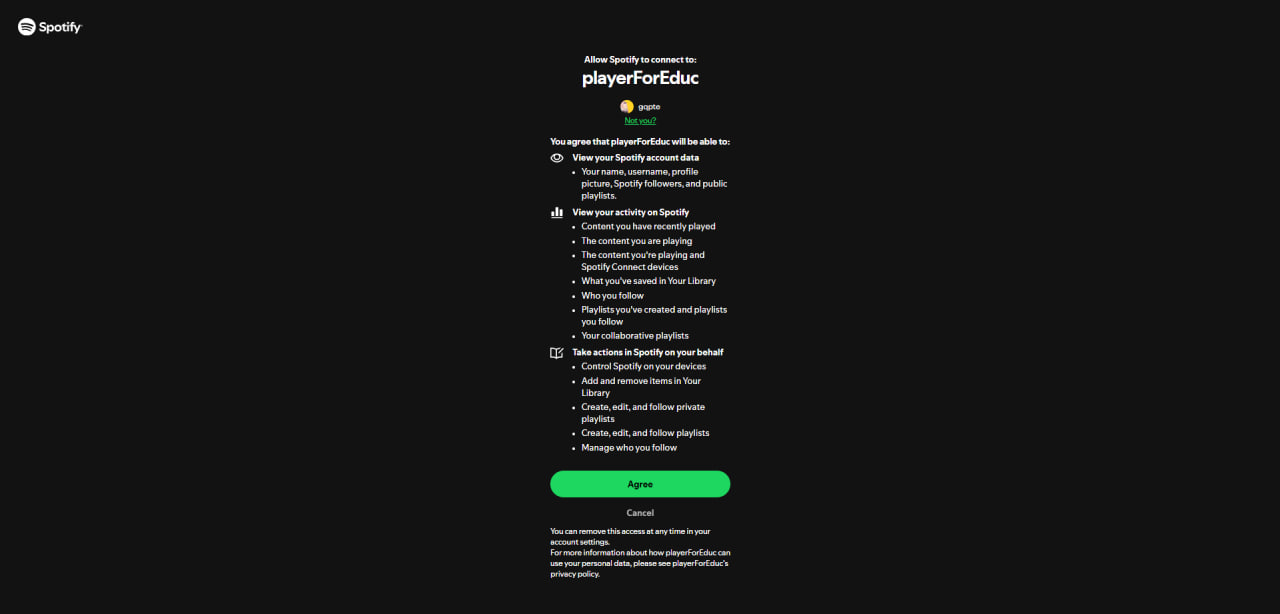 Spotify
Allow Spotify to connect to:
playerForEduc
gqpte
Not you?
You agree that playerForEduc will be able to:
View your Spotify account data
• Your name, username, profile
picture, Spotify followers, and public
playlists.
View your activity on Spotify
• Content you have recently played
• The content you are playing
• The content you're playing and
Spotify Connect devices
• What you've saved in Your Library
• Who you follow
• Playlists you've created and playlists
you follow
• Your collaborative playlists
Take actions in Spotify on your behalf
• Control Spotify on your devices
• Add and remove items in Your
Library
• Create, edit, and follow private
playlists
• Create, edit, and follow playlists
• Manage who you follow
Agree
Cancel
You can remove this access at any time in your
account settings.
For more information about how playerForEduc can
use your personal data, please see playerForEduc's
privacy policy.